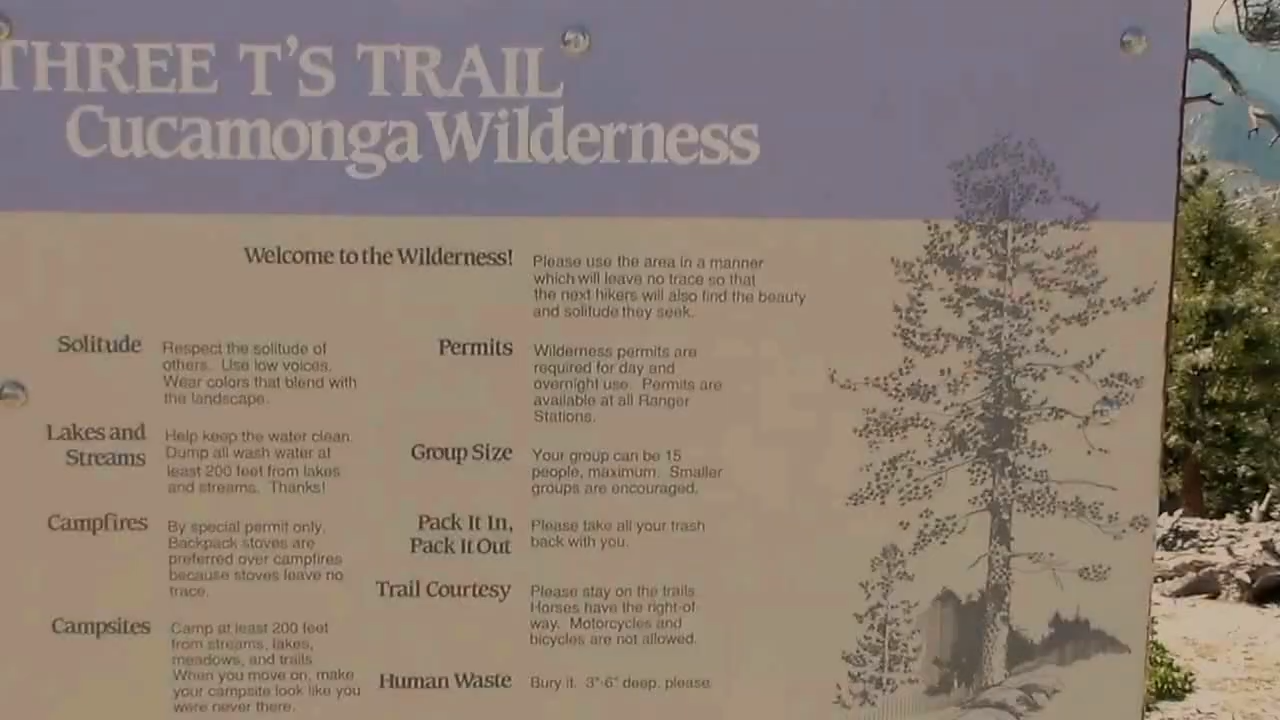 THREE T'S TRAIL
Cucamonga Wilderness
Welcome to the Wilderness!
Please use the area in a manner
which will leave no trace so that
the next hikers will also find the beauty
and solitude they seek.
Solitude
Respect the solitude of
others. Use low voices.
Wear colors that blend with
the landscape.
Lakes and
Streams
Help keep the water clean.
Dump all wash water at
least 200 feet from lakes
and streams. Thanks!
Campfires
By special permit only.
Backpack stoves are
preferred over campfires
because stoves leave no
trace.
Campsites
Camp at least 200 feet
from streams, lakes,
meadows, and trails
When you move on, make
your campsite look like you
were never there.
Permits
Wilderness permits are
required for day and
overnight use. Permits are
available at all Ranger
Stations.
Group Size
Your group can be 15
people, maximum. Smaller
groups are encouraged.
Pack It In,
Pack It Out
Please take all your trash
back with you.
Trail Courtesy
Please stay on the trails.
Horses have the right-of-
way. Motorcycles and
bicycles are not allowed.
Human Waste
Bury it. 3"-6" deep. please